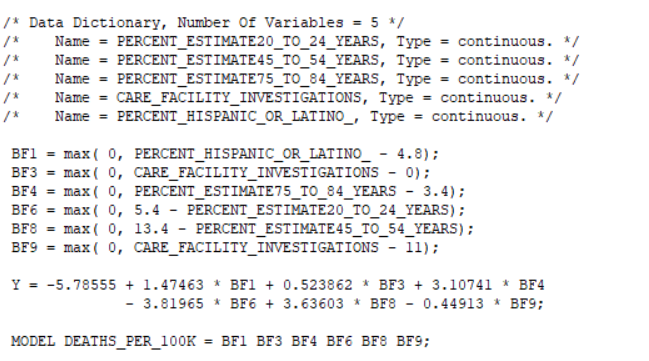 /* Data Dictionary, Number Of Variables = 5 */
/* Name = PERCENT_ESTIMATE20_TO_24_YEARS, Type = continuous. */
/* Name = PERCENT_ESTIMATE45_TO_54_YEARS, Type = continuous. */
/* Name = PERCENT_ESTIMATE75_TO_84_YEARS, Type = continuous. */
/* Name = CARE_FACILITY_INVESTIGATIONS, Type = continuous. */
/* Name = PERCENT_HISPANIC_OR_LATINO_, Type = continuous. */
BF1 = max( 0, PERCENT_HISPANIC_OR_LATINO_ - 4.8);
BF3 = max( 0, CARE_FACILITY_INVESTIGATIONS - 0);
BF4 = max( 0, PERCENT_ESTIMATE75_TO_84_YEARS - 3.4);
BF6 = max( 0, 5.4 - PERCENT_ESTIMATE20_TO_24_YEARS);
BF8 = max( 0, 13.4 - PERCENT_ESTIMATE45_TO_54_YEARS);
BF9 = max( 0, CARE_FACILITY_INVESTIGATIONS - 11);
Y = -5.78555 + 1.47463 * BF1 + 0.523862 * BF3 + 3.10741 * BF4
- 3.81965 * BF6 + 3.63603 * BF8 - 0.44913 * BF9;
MODEL DEATHS_PER_100K = BF1 BF3 BF4 BF6 BF8 BF9;